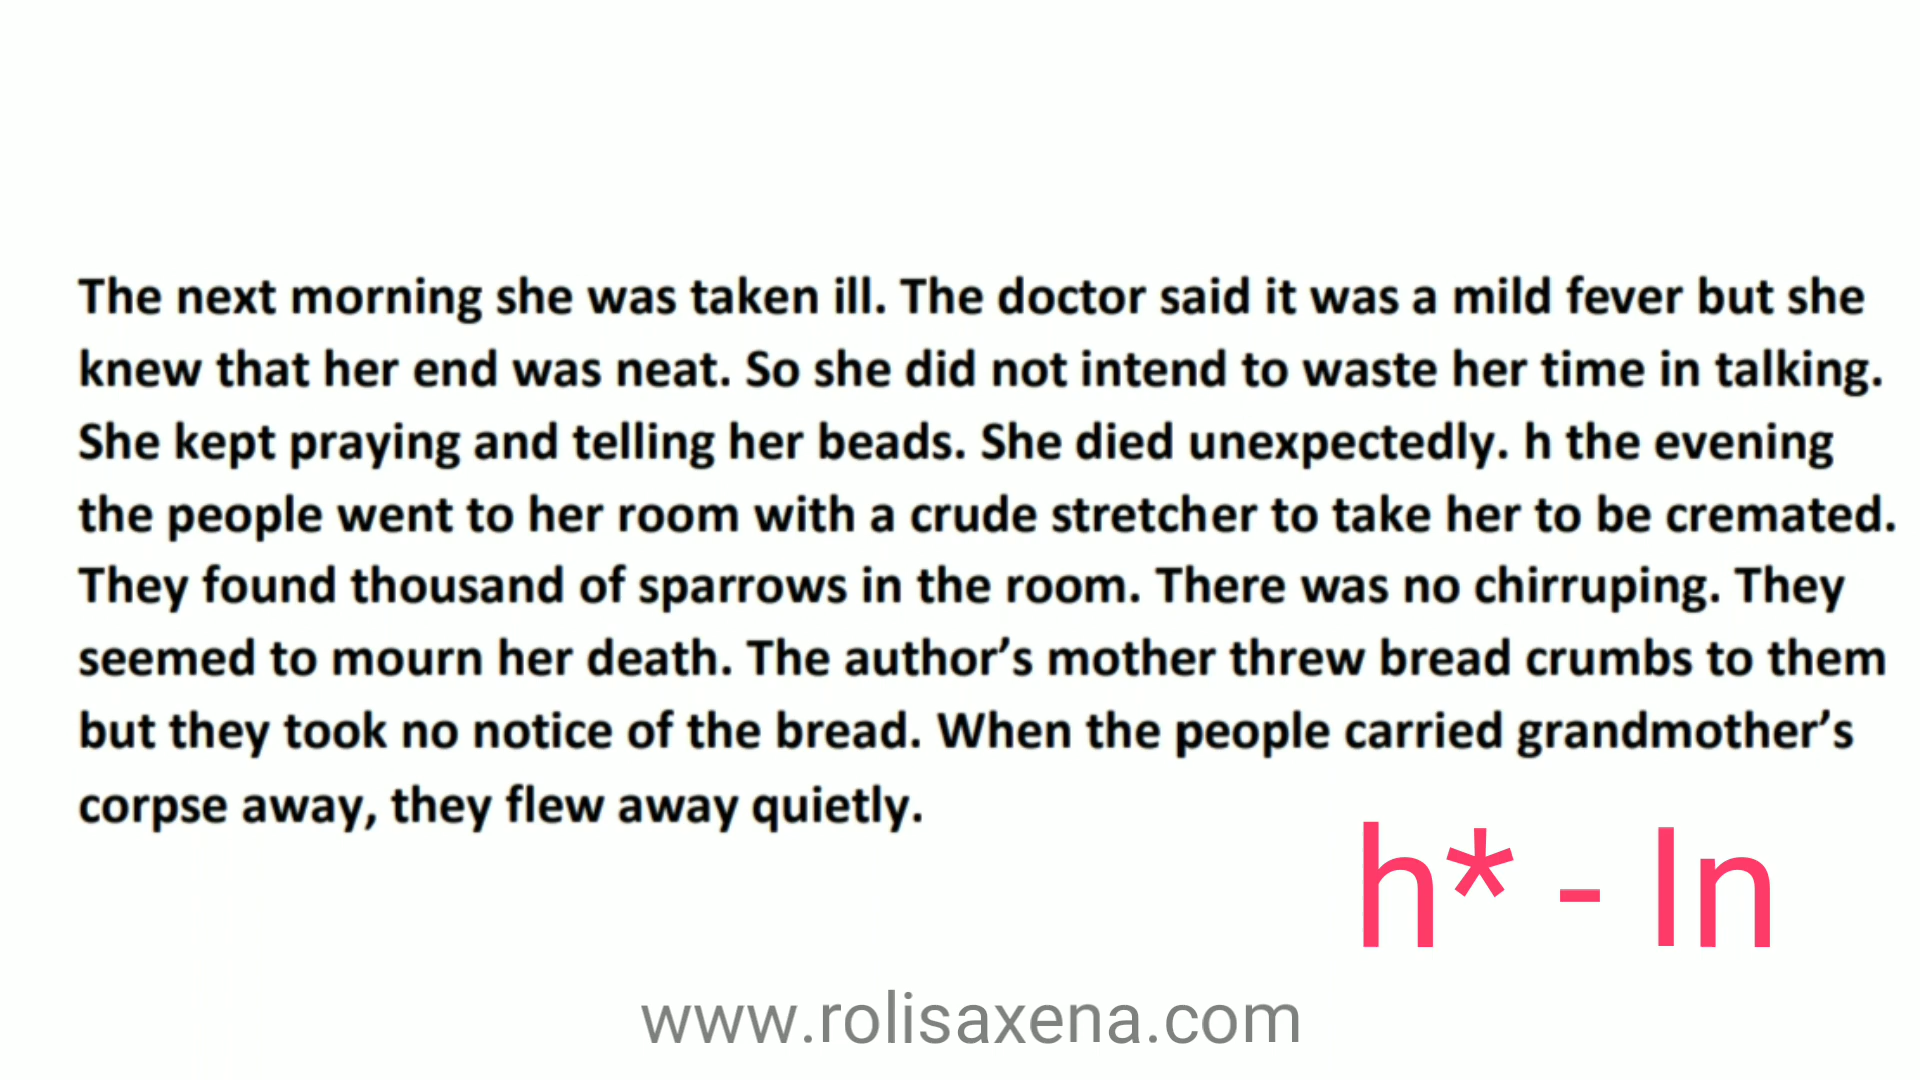 The next morning she was taken ill. The doctor said it was a mild fever but she
knew that her end was neat. So she did not intend to waste her time in talking.
She kept praying and telling her beads. She died unexpectedly. h the evening
the people went to her room with a crude stretcher to take her to be cremated.
They found thousand of sparrows in the room. There was no chirruping. They
seemed to mourn her death. The author’s mother threw bread crumbs to them
but they took no notice of the bread. When the people carried grandmother’s
corpse away, they flew away quietly.
h* - In
www.rolisaxena.com